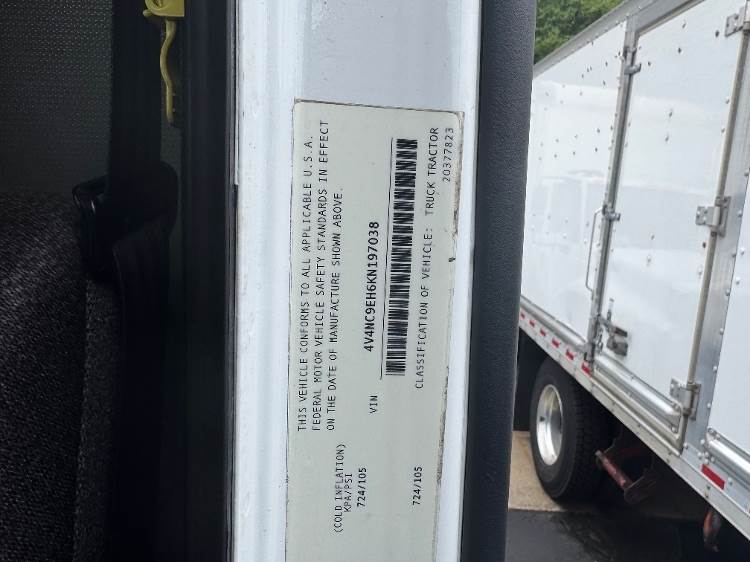 THIS VEHICLE CONFORMS TO ALL APPLICABLE U.S.A.
FEDERAL MOTOR VEHICLE SAFETY STANDARDS IN EFFECT
ON THE DATE OF MANUFACTURE SHOWN ABOVE.
(COLD INFLATION)
KPA/PSI
724/105
VIN 4V4NC9EH6KN197038
724/105
CLASSIFICATION OF VEHICLE: TRUCK TRACTOR
20377823